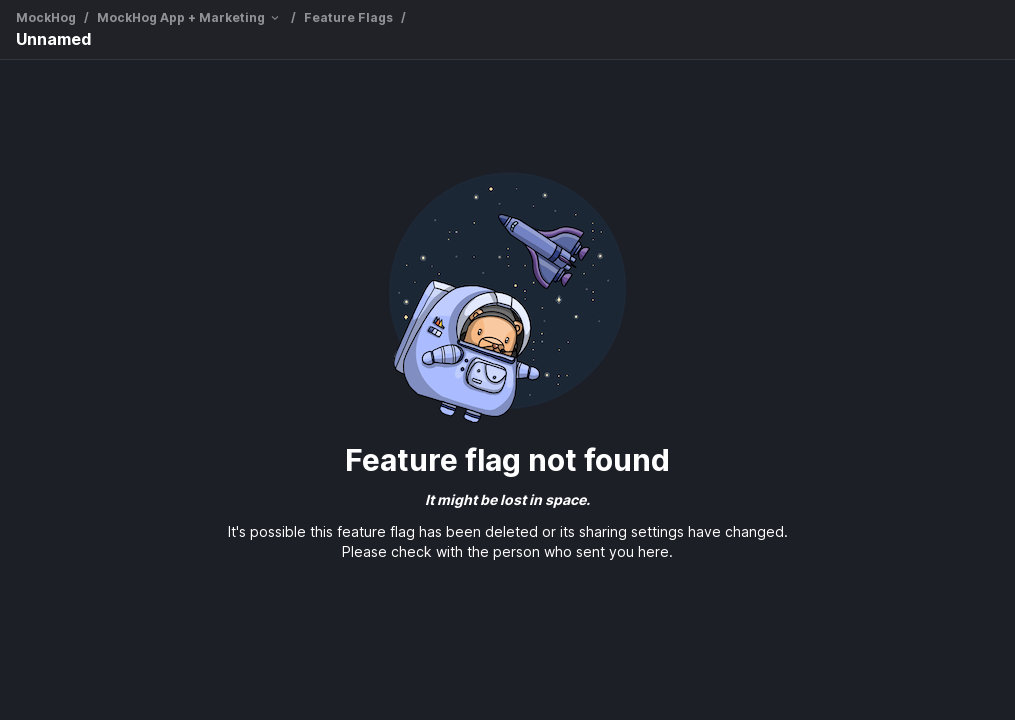 MockHog / MockHog App + Marketing / Feature Flags /
Unnamed
Feature flag not found
It might be lost in space.
It's possible this feature flag has been deleted or its sharing settings have changed.
Please check with the person who sent you here.